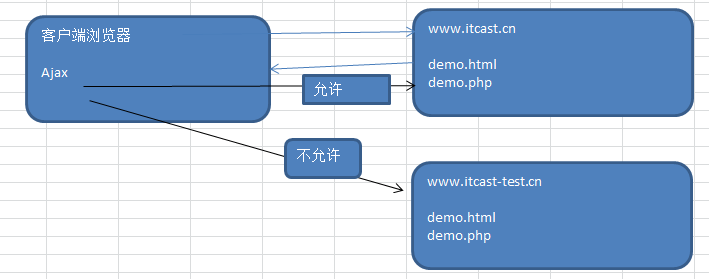 客户端浏览器
Ajax
允许
不允许
www.itcast.cn
demo.html
demo.php
www.itcast-test.cn
demo.html
demo.php